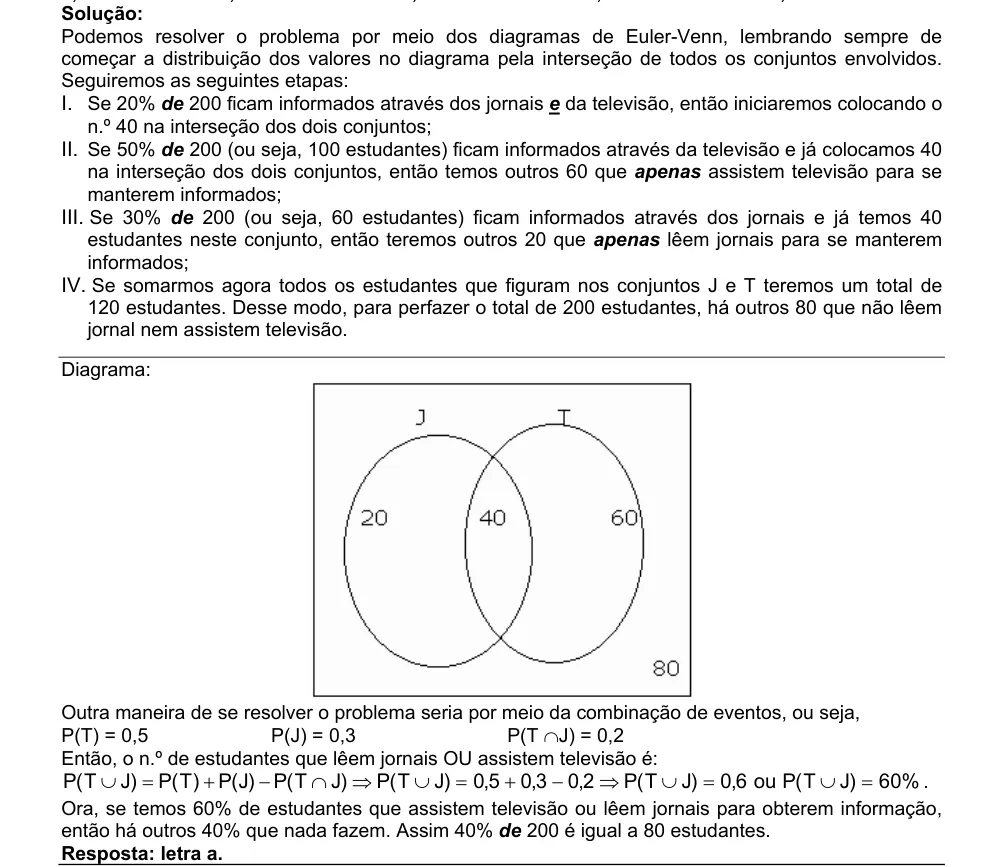 Solução:
Podemos resolver o problema por meio dos diagramas de Euler-Venn, lembrando sempre de
começar a distribuição dos valores no diagrama pela interseção de todos os conjuntos envolvidos.
Seguiremos as seguintes etapas:
I. Se 20% de 200 ficam informados através dos jornais e da televisão, então iniciaremos colocando o
n.º 40 na interseção dos dois conjuntos;
II. Se 50% de 200 (ou seja, 100 estudantes) ficam informados através da televisão e já colocamos 40
na interseção dos dois conjuntos, então temos outros 60 que apenas assistem televisão para se
manterem informados;
III. Se 30% de 200 (ou seja, 60 estudantes) ficam informados através dos jornais e já temos 40
estudantes neste conjunto, então teremos outros 20 que apenas lêem jornais para se manterem
informados;
IV. Se somarmos agora todos os estudantes que figuram nos conjuntos J e T teremos um total de
120 estudantes. Desse modo, para perfazer o total de 200 estudantes, há outros 80 que não lêem
jornal nem assistem televisão.
Diagrama:
J T
20 40 60
80
Outra maneira de se resolver o problema seria por meio da combinação de eventos, ou seja,
P(T) = 0,5 P(J) = 0,3 P(T ∩J) = 0,2
Então, o n.º de estudantes que lêem jornais OU assistem televisão é:
P(T ∪ J) = P(T) + P(J) − P(T ∩ J) ⇒ P(T ∪ J) = 0,5 + 0,3 − 0,2 ⇒ P(T ∪ J) = 0,6 ou P(T ∪ J) = 60% .
Ora, se temos 60% de estudantes que assistem televisão ou lêem jornais para obterem informação,
então há outros 40% que nada fazem. Assim 40% de 200 é igual a 80 estudantes.
Resposta: letra a.